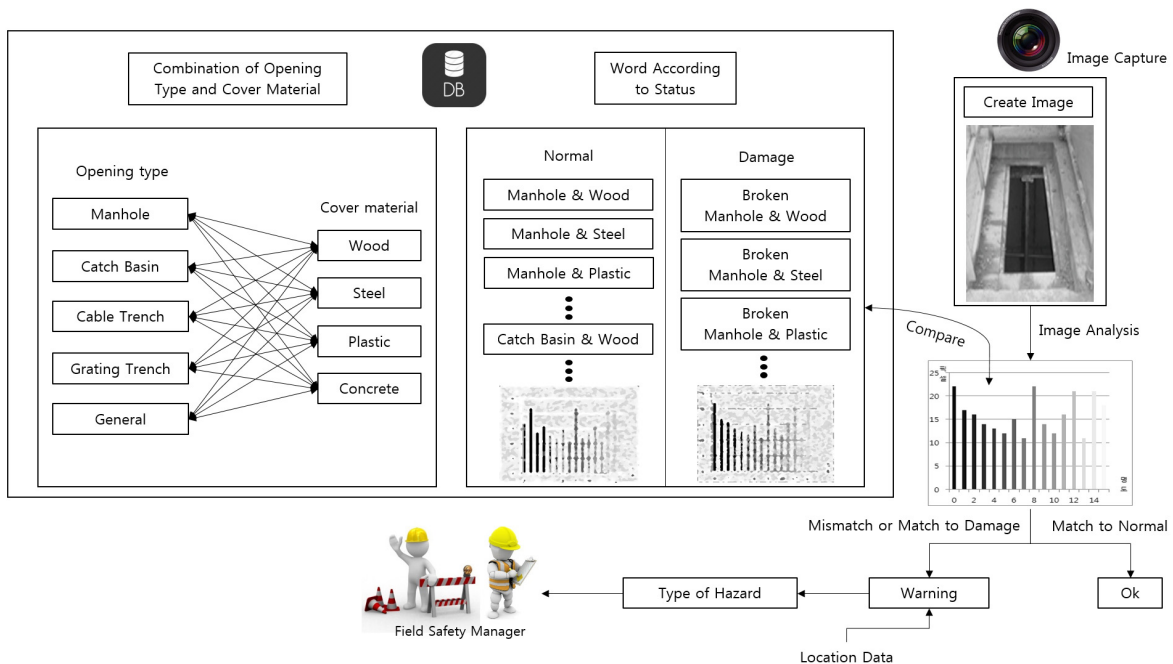 Combination of Opening
Type and Cover Material
DB
Word According
to Status
Image Capture
Create Image
Opening type
Manhole
Catch Basin
Cable Trench
Grating Trench
General
Cover material
Wood
Steel
Plastic
Concrete
Normal
Manhole & Wood
Manhole & Steel
Manhole & Plastic
Catch Basin & Wood
Damage
Broken
Manhole & Wood
Broken
Manhole & Steel
Broken
Manhole & Plastic
Compare
Image Analysis
25
20
15
10
5
0
0 2 4 6 8 10 12 14
Mismatch or Match to Damage
Match to Normal
Field Safety Manager
Type of Hazard
Warning
Ok
Location Data